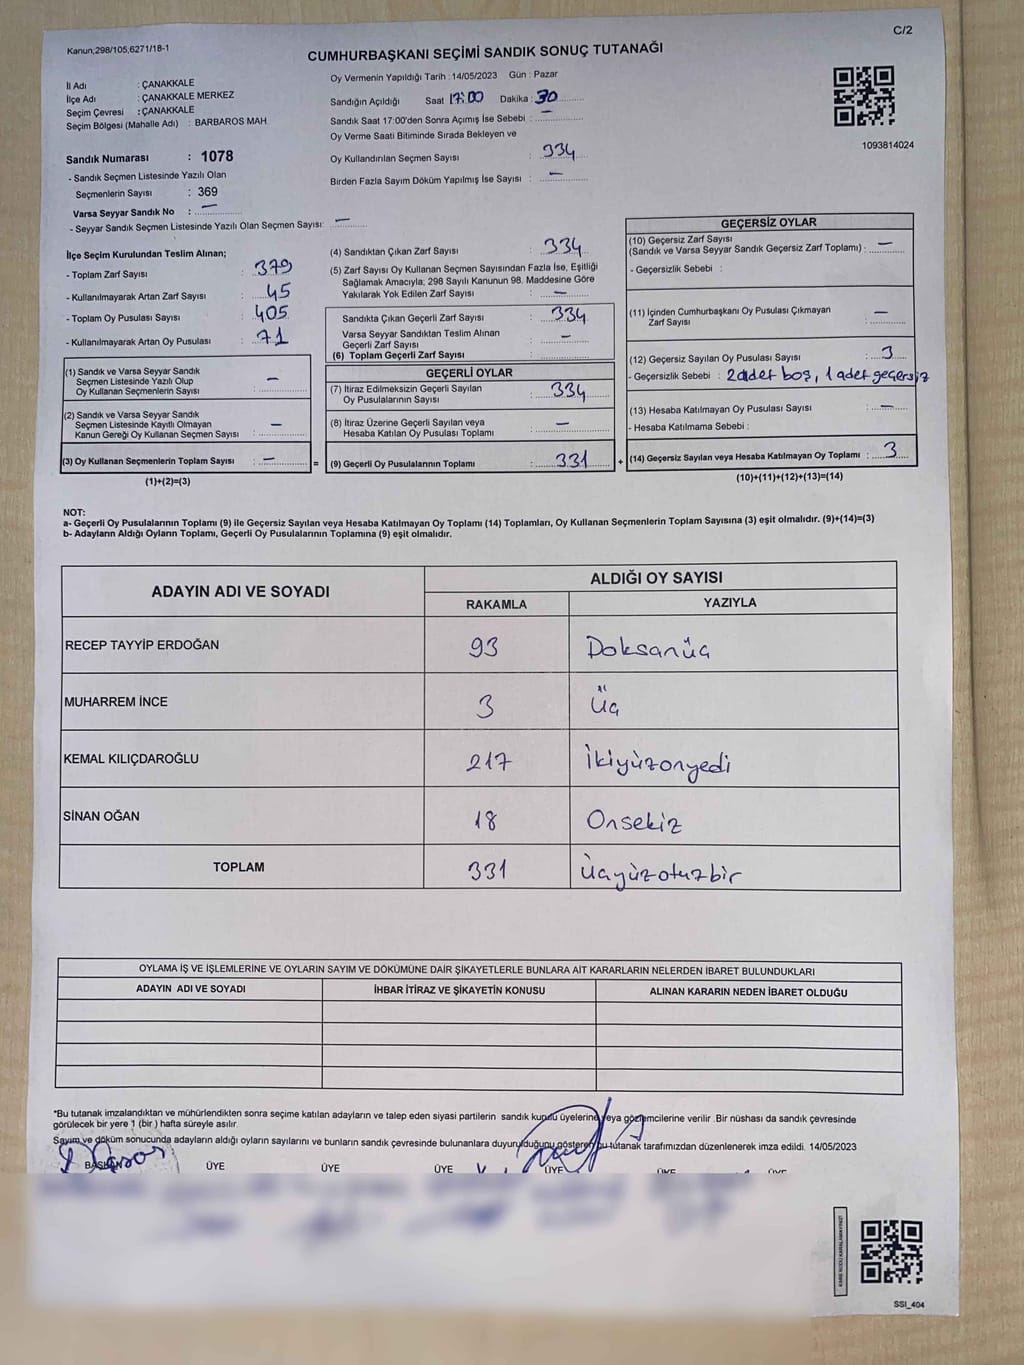 C/2
Kanun,298/105,6271/18-1
CUMHURBAŞKANI SEÇİMİ SANDIK SONUÇ TUTANAĞI
İl Adı : ÇANAKKALE
İlçe Adı : ÇANAKKALE MERKEZ
Seçim Çevresi : ÇANAKKALE
Seçim Bölgesi (Mahalle Adı) : BARBAROS MAH
Oy Vermenin Yapıldığı Tarih : 14/05/2023 Gün : Pazar
Sandığın Açıldığı Saat 17:00 Dakika : 30
Sandık Saat 17:00'den Sonra Açımış İse Sebebi : –
Oy Verme Saati Bitiminde Sırada Bekleyen ve
Oy Kullandırılan Seçmen Sayısı : 334
Birden Fazla Sayım Döküm Yapılmış İse Sayısı : –
1093814024
Sandık Numarası : 1078
- Sandık Seçmen Listesinde Yazılı Olan
Seçmenlerin Sayısı : 369
Varsa Seyyar Sandık No : –
- Seyyar Sandık Seçmen Listesinde Yazılı Olan Seçmen Sayısı: –
İlçe Seçim Kurulundan Teslim Alınan;
- Toplam Zarf Sayısı : 379
- Kullanılmayarak Artan Zarf Sayısı : 45
- Toplam Oy Pusulası Sayısı : 405
- Kullanılmayarak Artan Oy Pusulası : 71
(1) Sandık ve Varsa Seyyar Sandık
Seçmen Listesinde Yazılı Olup
Oy Kullanan Seçmenlerin Sayısı : –
(2) Sandık ve Varsa Seyyar Sandık
Seçmen Listesinde Kayıtlı Olmayan
Kanun Gereği Oy Kullanan Seçmen Sayısı : –
(3) Oy Kullanan Seçmenlerin Toplam Sayısı : –
(1)+(2)=(3)
=
(4) Sandıktan Çıkan Zarf Sayısı : 334
(5) Zarf Sayısı Oy Kullanan Seçmen Sayısından Fazla İse, Eşitliği
Sağlamak Amacıyla; 298 Sayılı Kanunun 98. Maddesine Göre
Yakılarak Yok Edilen Zarf Sayısı : –
Sandıkta Çıkan Geçerli Zarf Sayısı : 334
Varsa Seyyar Sandıktan Teslim Alınan
Geçerli Zarf Sayısı : –
(6) Toplam Geçerli Zarf Sayısı :
GEÇERLİ OYLAR
(7) İtiraz Edilmeksizin Geçerli Sayılan
Oy Pusulalarının Sayısı : 334
(8) İtiraz Üzerine Geçerli Sayılan veya
Hesaba Katılan Oy Pusulası Toplamı : –
(9) Geçerli Oy Pusulalarının Toplamı : 331
+
GEÇERSİZ OYLAR
(10) Geçersiz Zarf Sayısı
(Sandık ve Varsa Seyyar Sandık Geçersiz Zarf Toplamı) : –
- Geçersizlik Sebebi :
(11) İçinden Cumhurbaşkanı Oy Pusulası Çıkmayan
Zarf Sayısı : –
(12) Geçersiz Sayılan Oy Pusulası Sayısı : 3
- Geçersizlik Sebebi : 2 adet boş, 1 adet geçersiz
(13) Hesaba Katılmayan Oy Pusulası Sayısı : –
- Hesaba Katılmama Sebebi :
(14) Geçersiz Sayılan veya Hesaba Katılmayan Oy Toplamı : 3
(10)+(11)+(12)+(13)=(14)
NOT:
a- Geçerli Oy Pusulalarının Toplamı (9) ile Geçersiz Sayılan veya Hesaba Katılmayan Oy Toplamı (14) Toplamları, Oy Kullanan Seçmenlerin Toplam Sayısına (3) eşit olmalıdır. (9)+(14)=(3)
b- Adayların Aldığı Oyların Toplamı, Geçerli Oy Pusulalarının Toplamına (9) eşit olmalıdır.
ADAYIN ADI VE SOYADI
ALDIĞI OY SAYISI
RAKAMLA YAZIYLA
RECEP TAYYİP ERDOĞAN 93 Doksanüç
MUHARREM İNCE 3 Üç
KEMAL KILIÇDAROĞLU 217 İkiyüzonyedi
SİNAN OĞAN 18 Onsekiz
TOPLAM 331 Üçyüzotuzbir
OYLAMA İŞ VE İŞLEMLERİNE VE OYLARIN SAYIM VE DÖKÜMÜNE DAİR ŞİKAYETLERLE BUNLARA AİT KARARLARIN NELERDEN İBARET BULUNDUKLARI
ADAYIN ADI VE SOYADI İHBAR İTİRAZ VE ŞİKAYETİN KONUSU ALINAN KARARIN NEDEN İBARET OLDUĞU
*Bu tutanak imzalandıktan ve mühürlendikten sonra seçime katılan adayların ve talep eden siyasi partilerin sandık kurulu üyelerine veya gözlemcilerine verilir. Bir nüshası da sandık çevresinde
görülecek bir yere 1 (bir) hafta süreyle asılır.
Sayım ve döküm sonucunda adayların aldığı oyların sayılarını ve bunların sandık çevresinde bulunanlara duyurulduğunu gösteren bu tutanak tarafımızdan düzenlenerek imza edildi. 14/05/2023
BAŞKAN ÜYE ÜYE ÜYE ÜYE ÜYE ÜYE
SSI_404